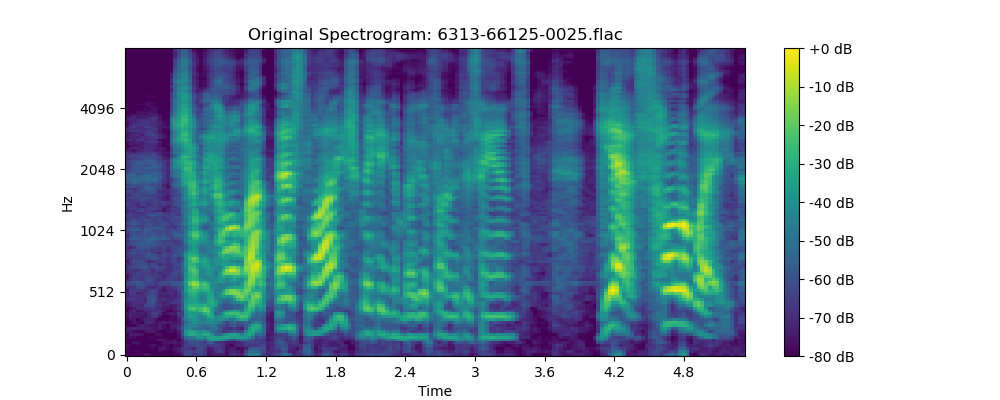 Original Spectrogram: 6313-66125-0025.flac
Hz
4096
2048
1024
512
0
0 0.6 1.2 1.8 2.4 3 3.6 4.2 4.8
Time
+0 dB
-10 dB
-20 dB
-30 dB
-40 dB
-50 dB
-60 dB
-70 dB
-80 dB